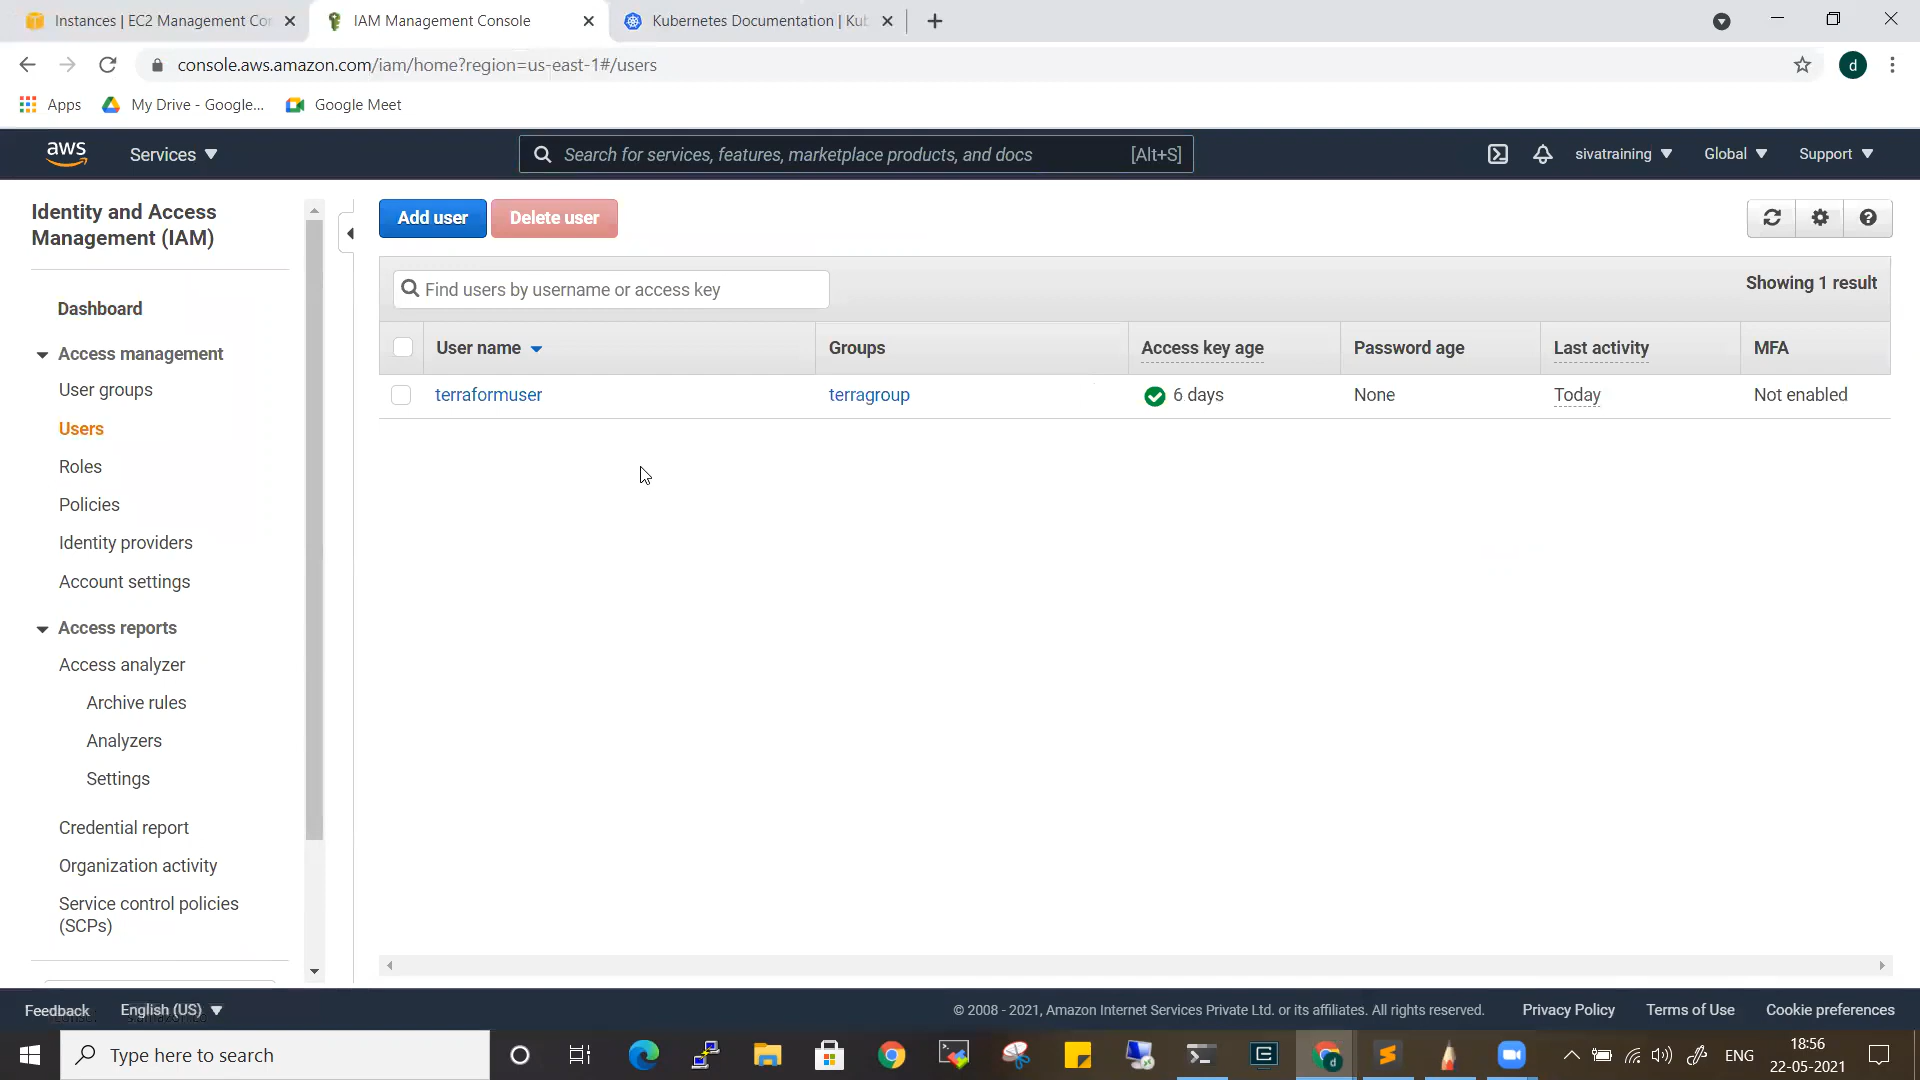 Instances | EC2 Management Con
IAM Management Console
Kubernetes Documentation | Kub
console.aws.amazon.com/iam/home?region=us-east-1#/users
d
Apps
My Drive - Google...
Google Meet
aws
Services
Search for services, features, marketplace products, and docs
[Alt+S]
sivatraining
Global
Support
Identity and Access
Management (IAM)
Dashboard
Access management
User groups
Users
Roles
Policies
Identity providers
Account settings
Access reports
Access analyzer
Archive rules
Analyzers
Settings
Credential report
Organization activity
Service control policies
(SCPs)
Add user
Delete user
Find users by username or access key
Showing 1 result
User name
Groups
Access key age
Password age
Last activity
MFA
terraformuser
terragroup
6 days
None
Today
Not enabled
Feedback
English (US)
© 2008 - 2021, Amazon Internet Services Private Ltd. or its affiliates. All rights reserved.
Privacy Policy
Terms of Use
Cookie preferences
Type here to search
ENG
18:56
22-05-2021